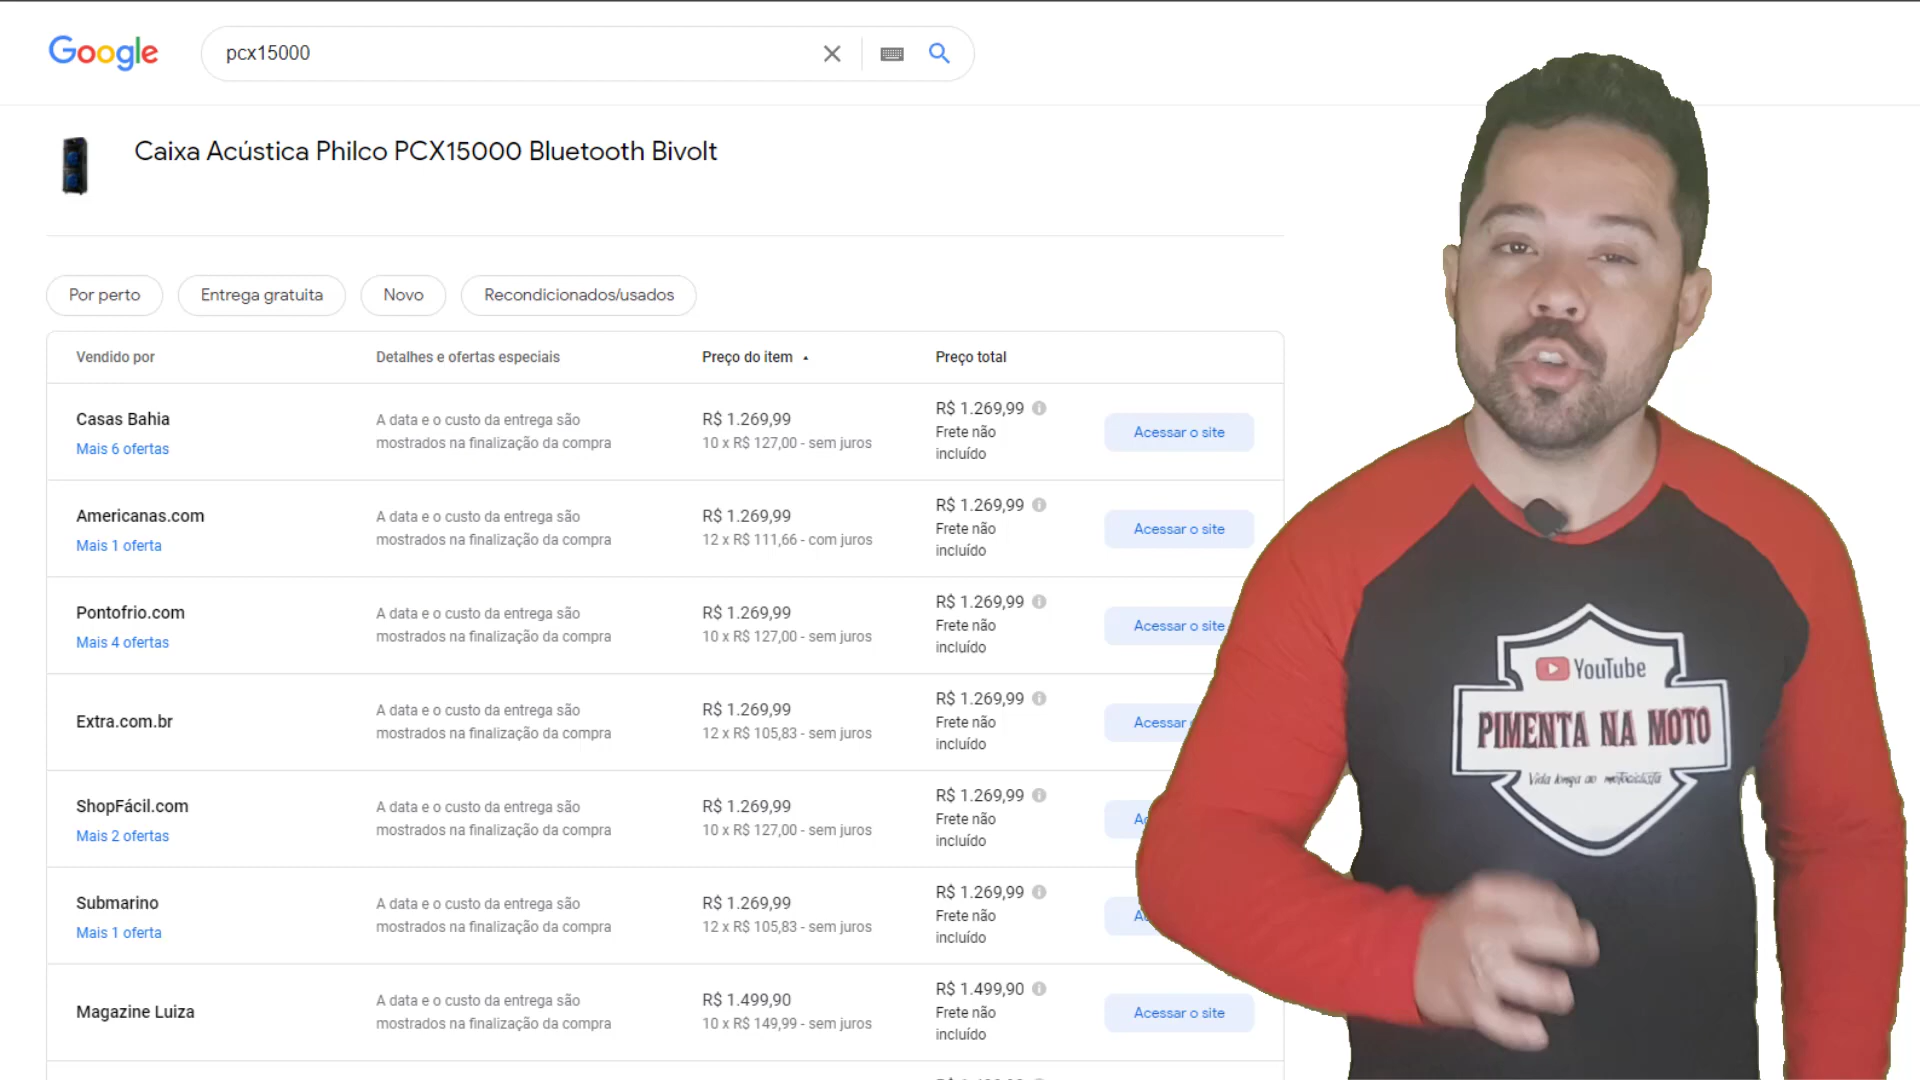 Google
pcx15000
Caixa Acústica Philco PCX15000 Bluetooth Bivolt
Por perto
Entrega gratuita
Novo
Recondicionados/usados
Vendido por
Detalhes e ofertas especiais
Preço do item
Preço total
Casas Bahia
Mais 6 ofertas
A data e o custo da entrega são
mostrados na finalização da compra
R$ 1.269,99
10 x R$ 127,00 - sem juros
R$ 1.269,99
Frete não
incluído
Acessar o site
Americanas.com
Mais 1 oferta
A data e o custo da entrega são
mostrados na finalização da compra
R$ 1.269,99
12 x R$ 111,66 - com juros
R$ 1.269,99
Frete não
incluído
Acessar o site
Pontofrio.com
Mais 4 ofertas
A data e o custo da entrega são
mostrados na finalização da compra
R$ 1.269,99
10 x R$ 127,00 - sem juros
R$ 1.269,99
Frete não
incluído
Acessar o site
Extra.com.br
A data e o custo da entrega são
mostrados na finalização da compra
R$ 1.269,99
12 x R$ 105,83 - sem juros
R$ 1.269,99
Frete não
incluído
Acessar
ShopFácil.com
Mais 2 ofertas
A data e o custo da entrega são
mostrados na finalização da compra
R$ 1.269,99
10 x R$ 127,00 - sem juros
R$ 1.269,99
Frete não
incluído
Submarino
Mais 1 oferta
A data e o custo da entrega são
mostrados na finalização da compra
R$ 1.269,99
12 x R$ 105,83 - sem juros
R$ 1.269,99
Frete não
incluído
Magazine Luiza
A data e o custo da entrega são
mostrados na finalização da compra
R$ 1.499,90
10 x R$ 149,99 - sem juros
R$ 1.499,90
Frete não
incluído
Acessar o site
YouTube
PIMENTA NA MOTO
Vida longa ao motociclista